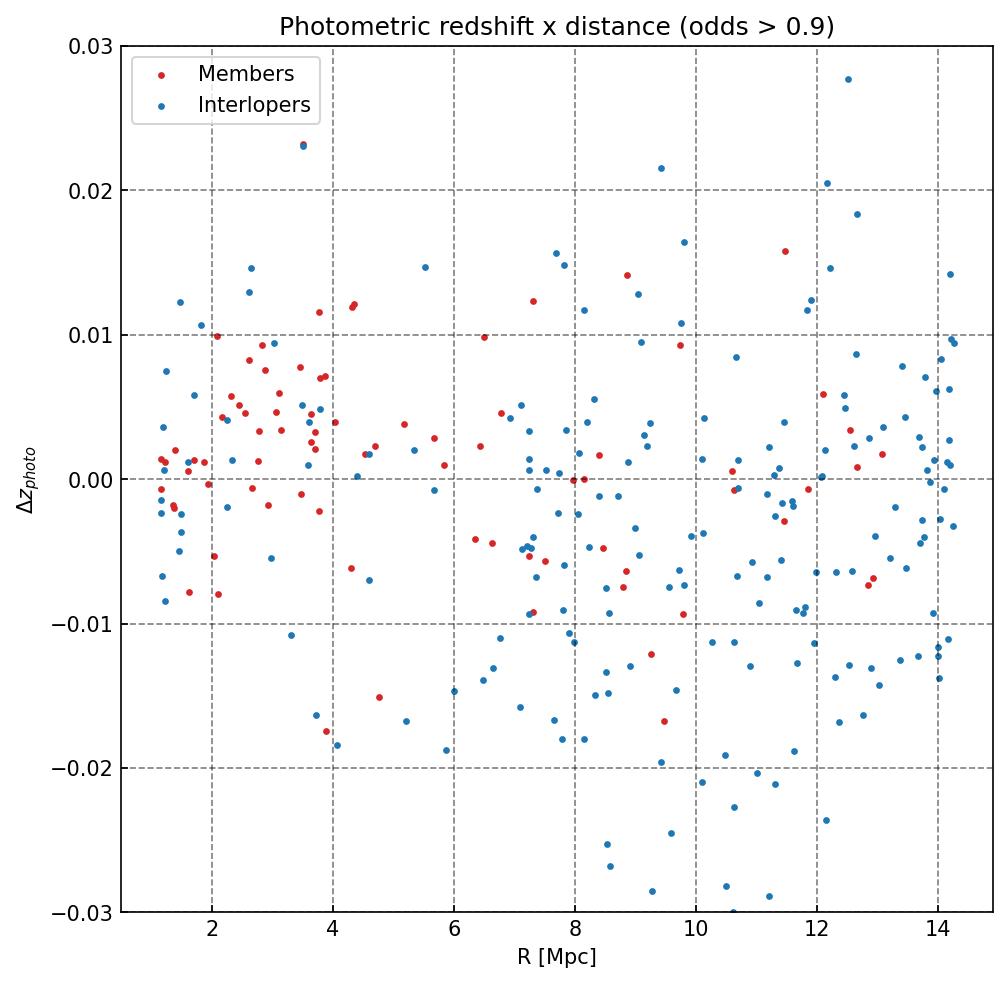 Photometric redshift x distance (odds > 0.9)
Members
Interlopers
0.03
0.02
0.01
0.00
−0.01
−0.02
−0.03
Δz_photo
2 4 6 8 10 12 14
R [Mpc]